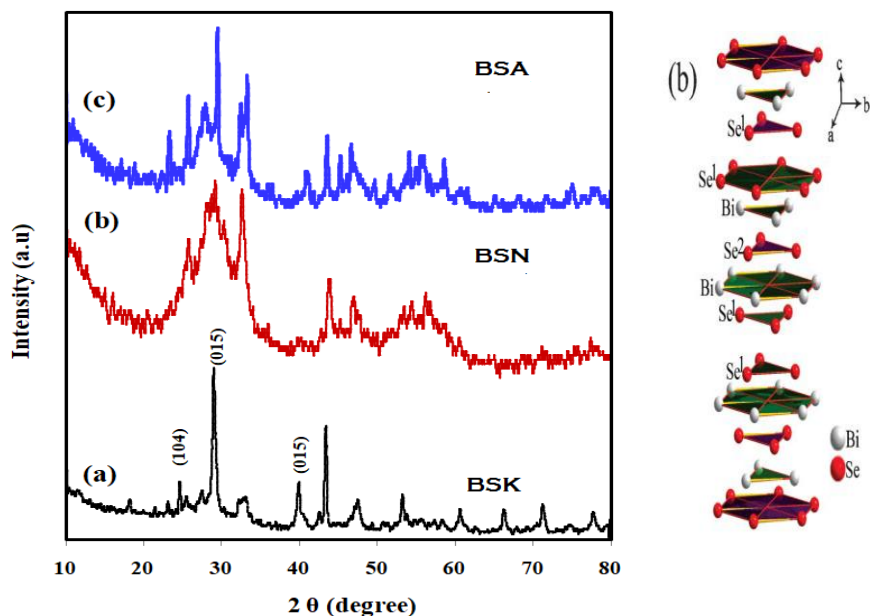 BSA
(c)
(b)
BSN
(015)
(104)
(015)
(a)
BSK
Intensity (a.u)
10 20 30 40 50 60 70 80
2 θ (degree)
(b)
c
b
a
Se1
Se1
Bi
Se2
Bi
Se1
Se1
Bi
Se